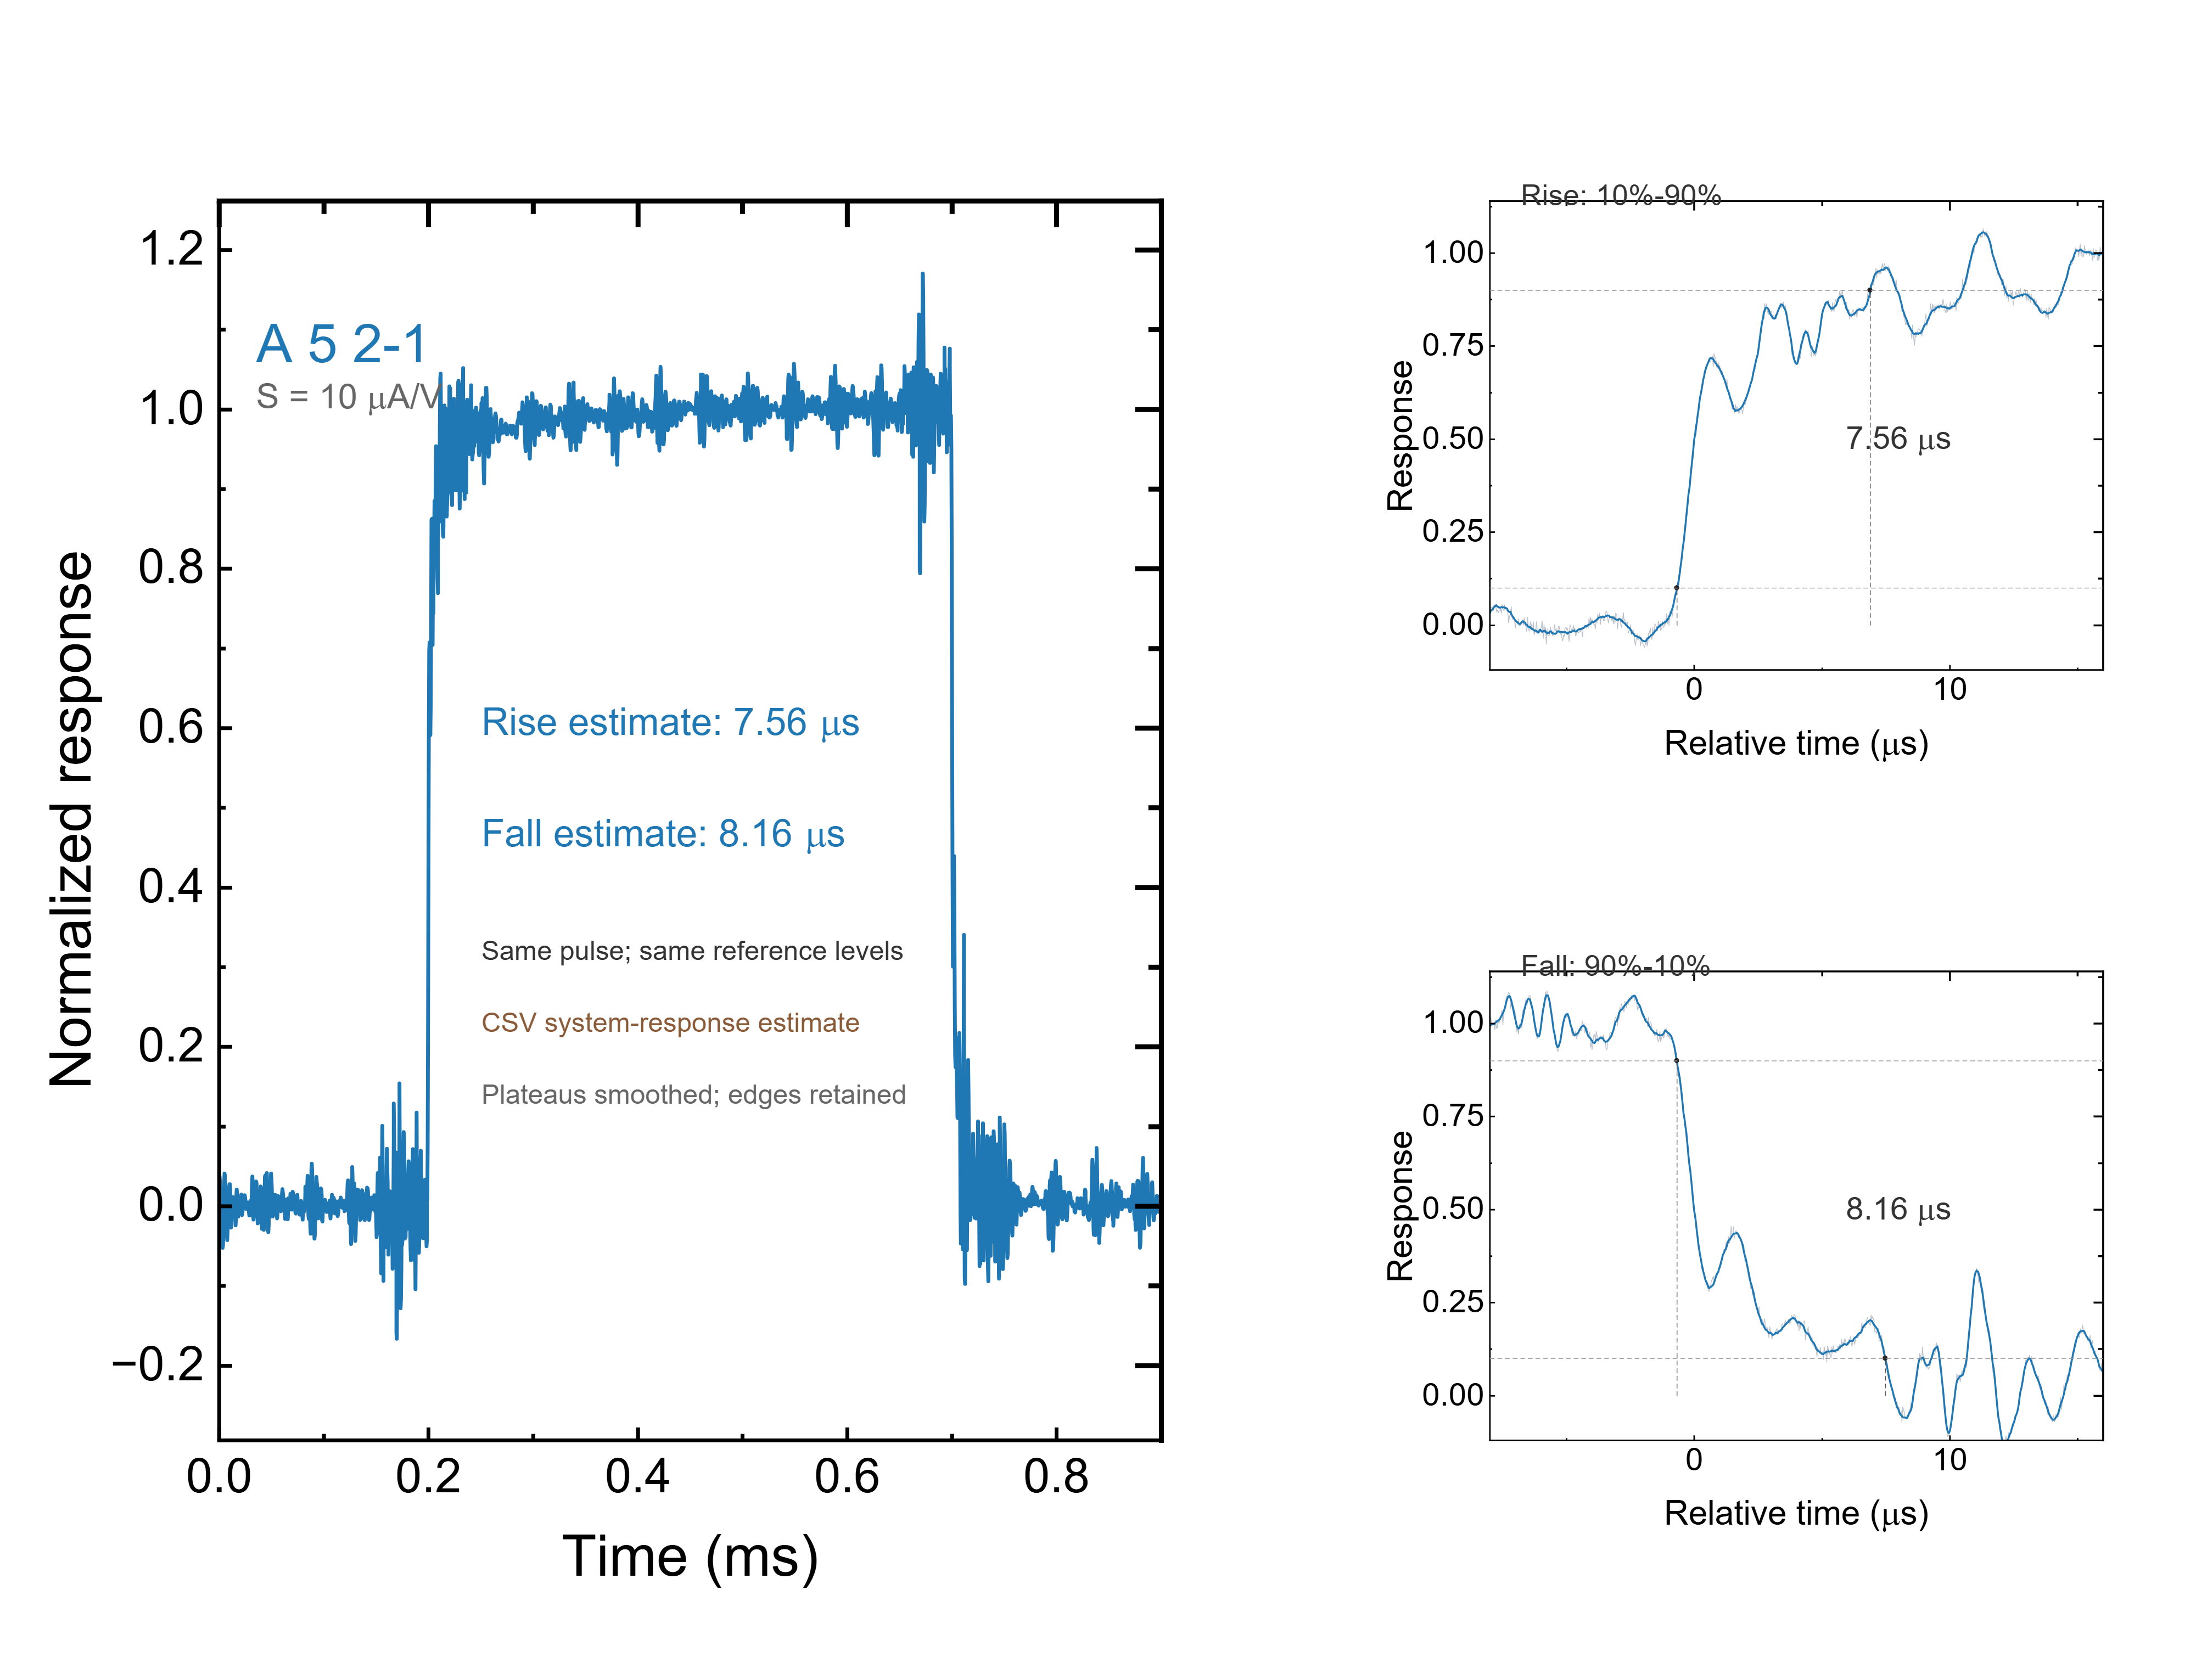 1.2
1.0
0.8
0.6
0.4
0.2
0.0
−0.2
Normalized response
A 5 2-1
S = 10 μA/V
Rise estimate: 7.56 μs
Fall estimate: 8.16 μs
Same pulse; same reference levels
CSV system-response estimate
Plateaus smoothed; edges retained
0.0 0.2 0.4 0.6 0.8
Time (ms)
Rise: 10%-90%
1.00
0.75
0.50
0.25
0.00
Response
7.56 μs
0 10
Relative time (μs)
Fall: 90%-10%
1.00
0.75
0.50
0.25
0.00
Response
8.16 μs
0 10
Relative time (μs)